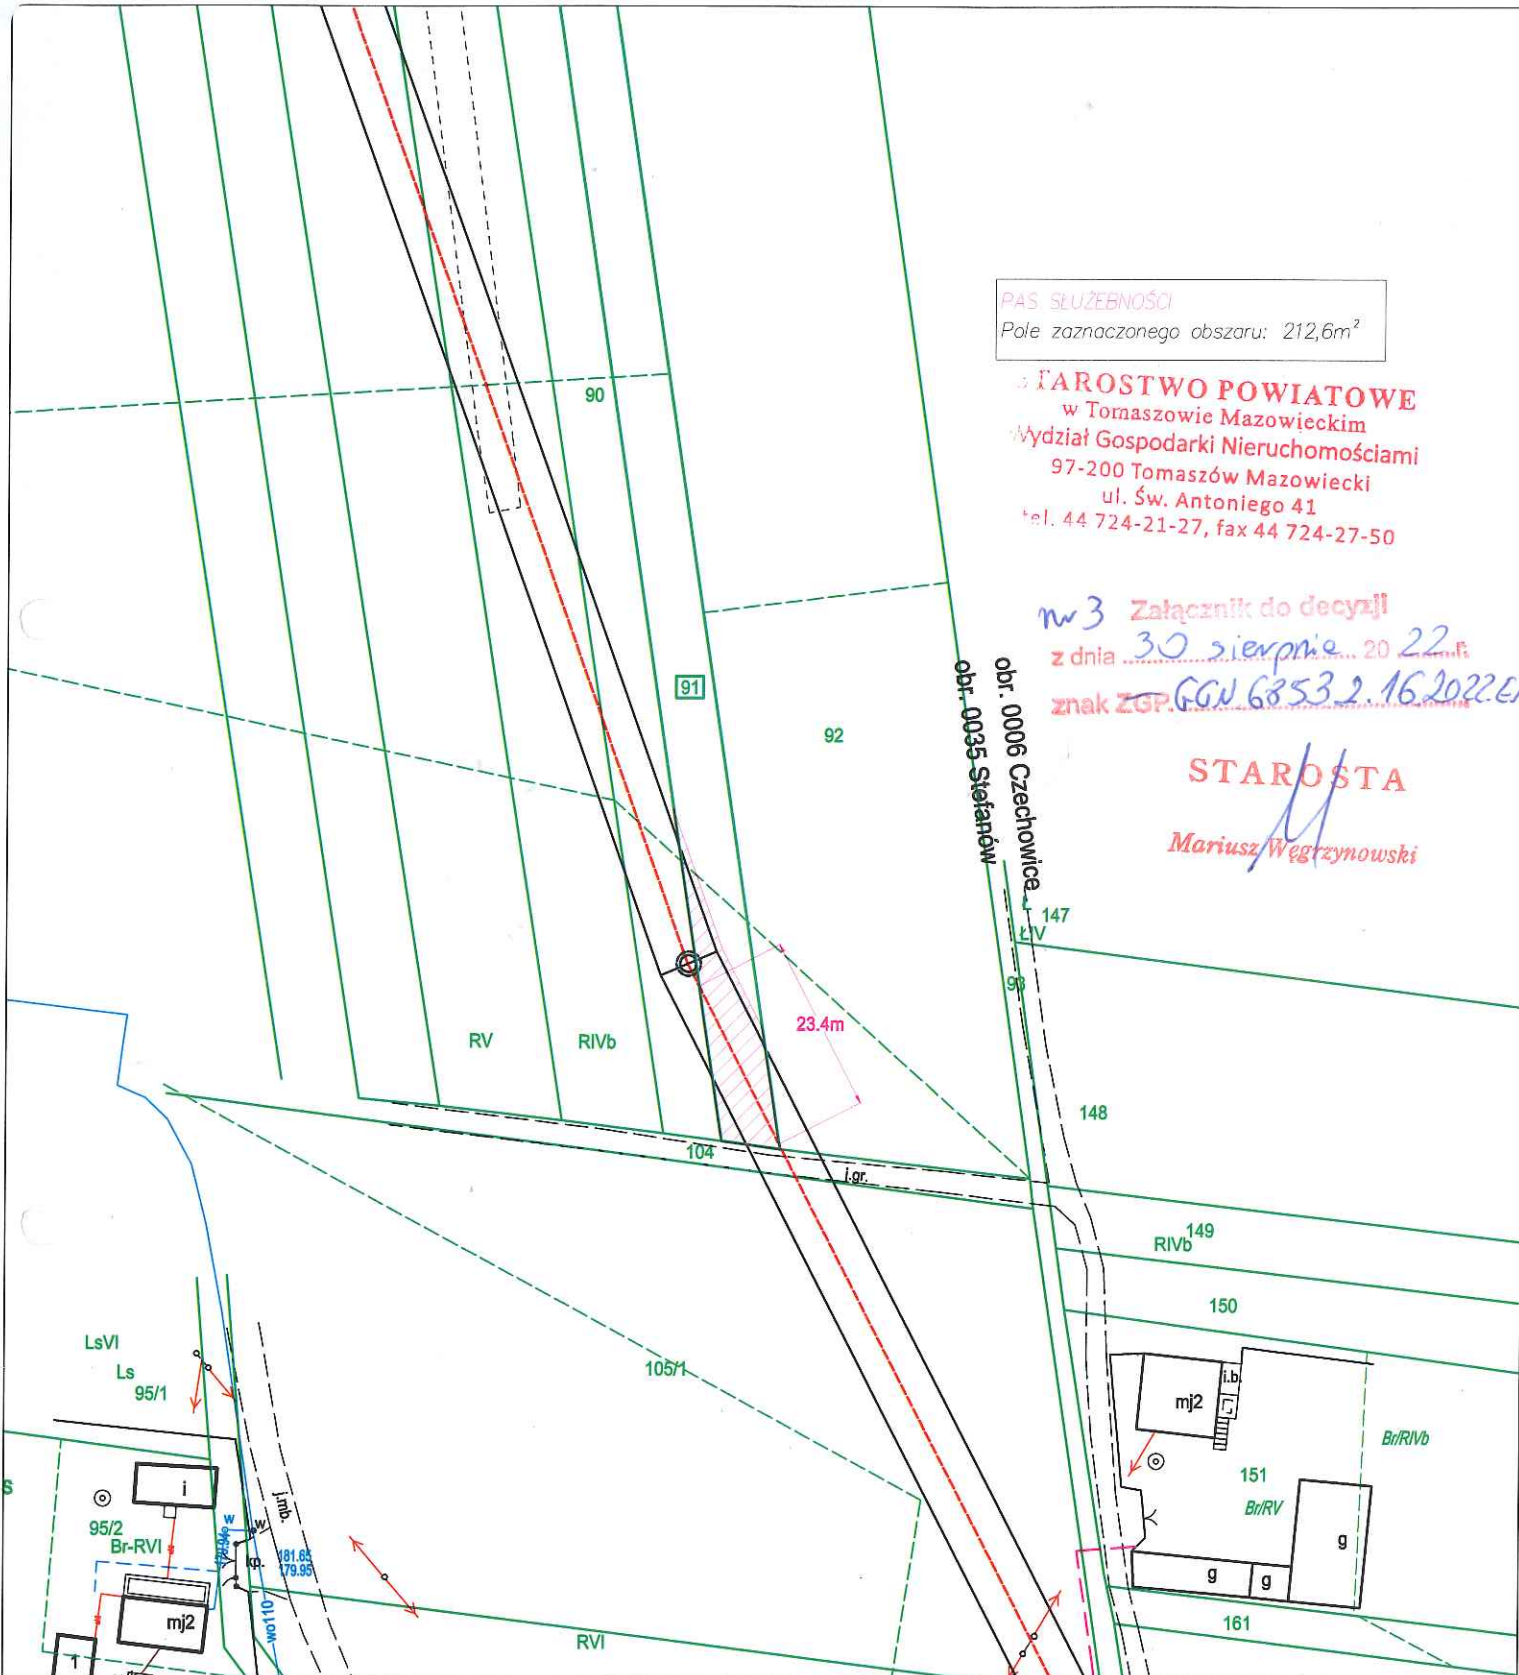 PAS SŁUŻEBNOŚCI
Pole zaznaczonego obszaru: 212,6m²
STAROSTWO POWIATOWE
w Tomaszowie Mazowieckim
Wydział Gospodarki Nieruchomościami
97-200 Tomaszów Mazowiecki
ul. Św. Antoniego 41
tel. 44 724-21-27, fax 44 724-27-50
nr 3 Załącznik do decyzji
z dnia 30 sierpnia 2022 r.
znak ZGP. GGN 6853 2.16.2022.
STAROSTA
Mariusz Węgrzynowski
90
91
92
obr. 0006 Czechowice
obr. 0035 Stefanów
Ł
147
ŁIV
93
23.4m
RV
RIVb
148
104
j.gr.
149
RIVb
150
LsVI
Ls
95/1
105/1
i.b.
mj2
Br/RIVb
151
Br/RV
S
i
j.mb.
95/2
w
w
Br-RVI
kp.
181.65
179.95
g
g
g
mj2
wo110
161
RVI
1